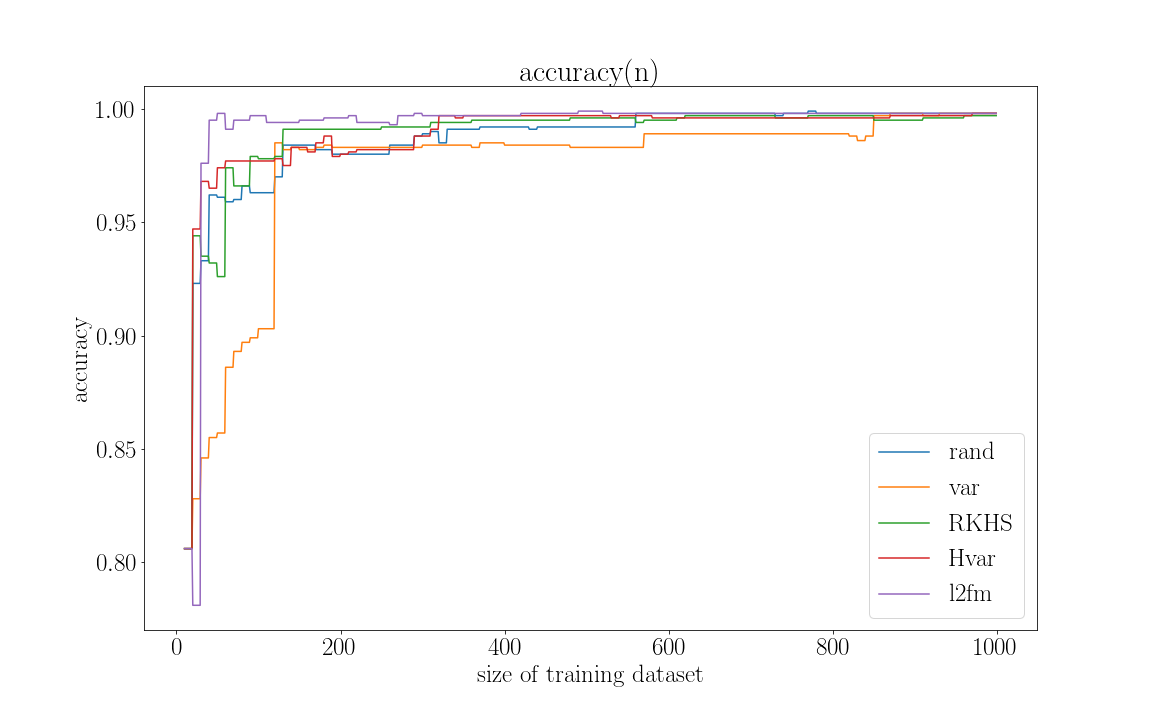 accuracy(n)
1.00
0.95
0.90
0.85
0.80
accuracy
0
200
400
600
800
1000
size of training dataset
rand
var
RKHS
Hvar
l2fm